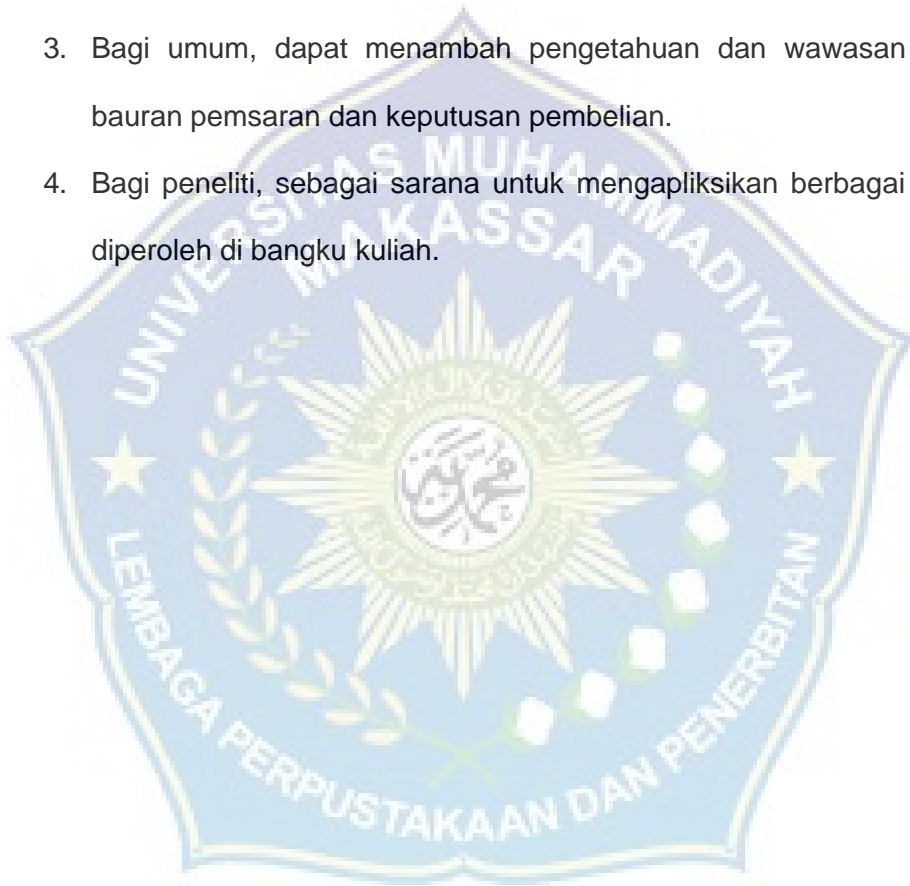 3. Bagi umum, dapat menambah pengetahuan dan wawasan
bauran pemsaran dan keputusan pembelian.
4. Bagi peneliti, sebagai sarana untuk mengapliksikan berbagai
diperoleh di bangku kuliah.
UNIVERSITAS MUHAMMADIYAH
MAKASSAR
LEMBAGA PERPUSTAKAAN DAN PENERBITAN